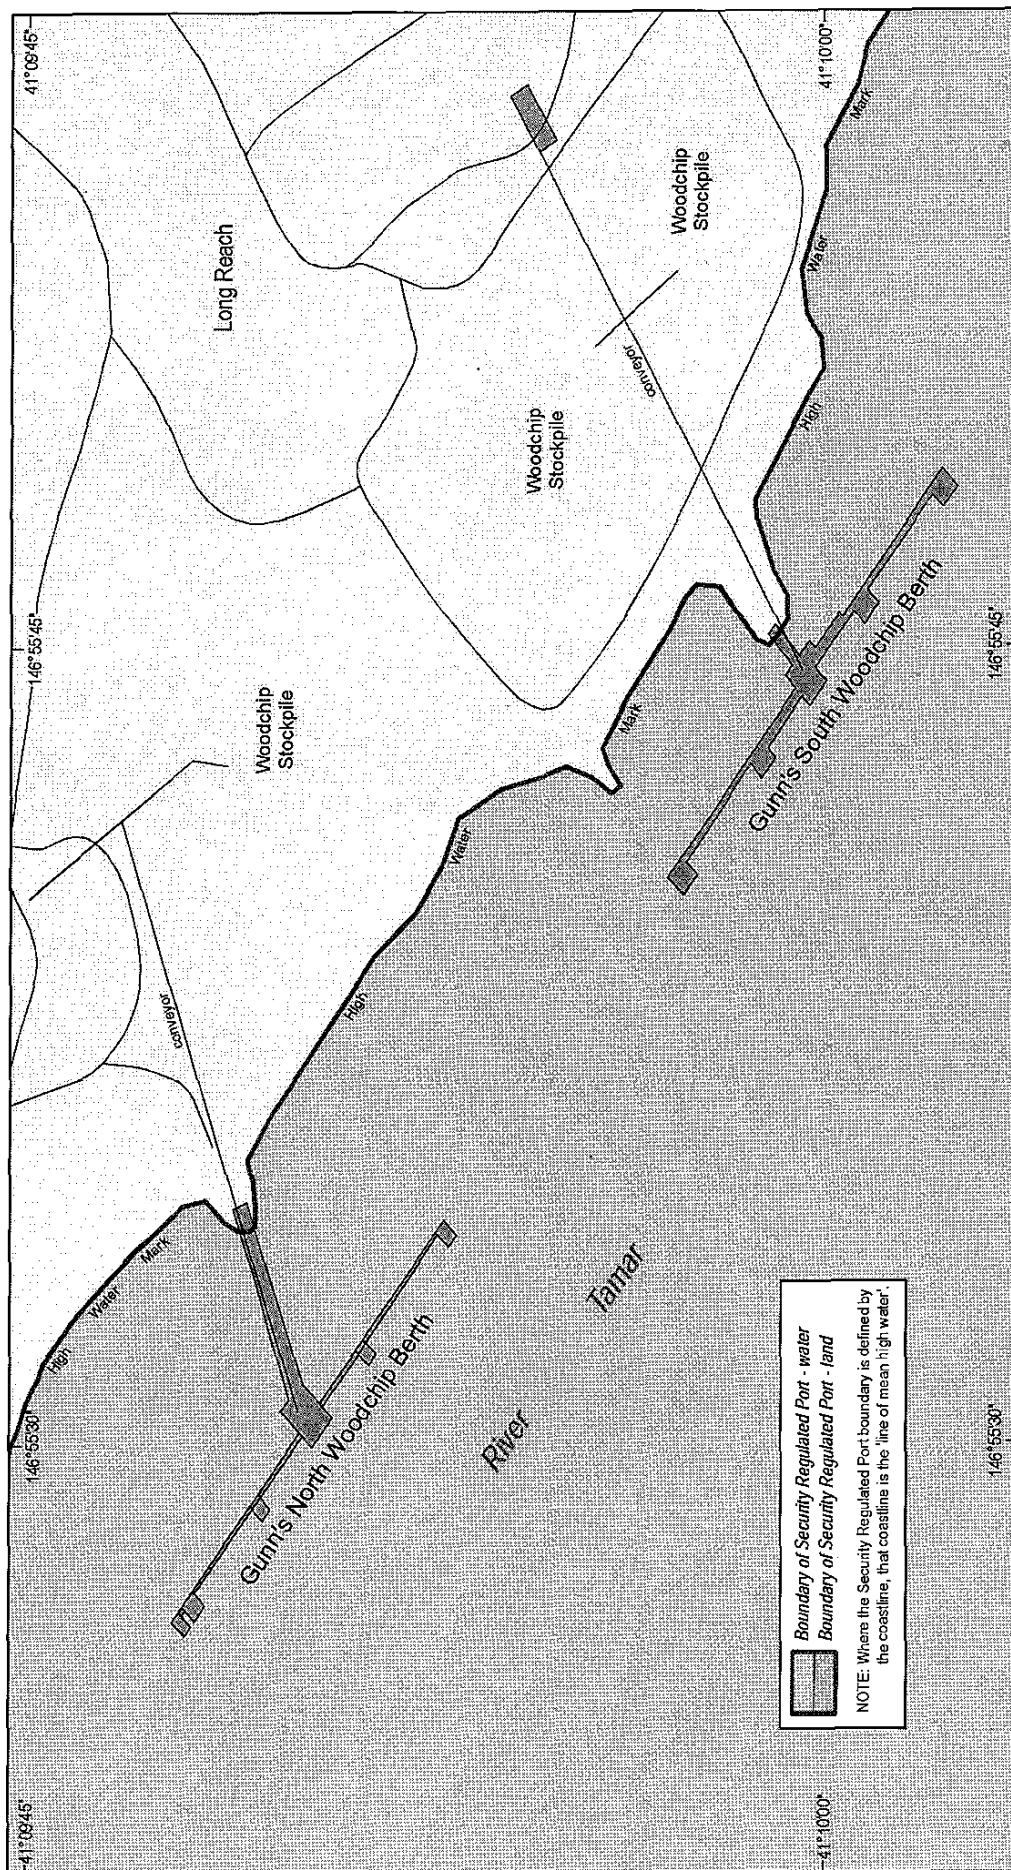 41°09'45"
146°55'30"
146°55'45"
41°09'45"
High
Water
Mark
conveyor
Woodchip
Stockpile
Long Reach
Gunn's North Woodchip Berth
High
Water
Mark
Woodchip
Stockpile
conveyor
Woodchip
Stockpile
River
Tamar
Gunn's South Woodchip Berth
High
Water
Mark
41°10'00"
41°10'00"
Boundary of Security Regulated Port - water
Boundary of Security Regulated Port - land
NOTE: Where the Security Regulated Port boundary is defined by
the coastline, that coastline is the 'line of mean high water'.
146°55'30"
146°55'45"